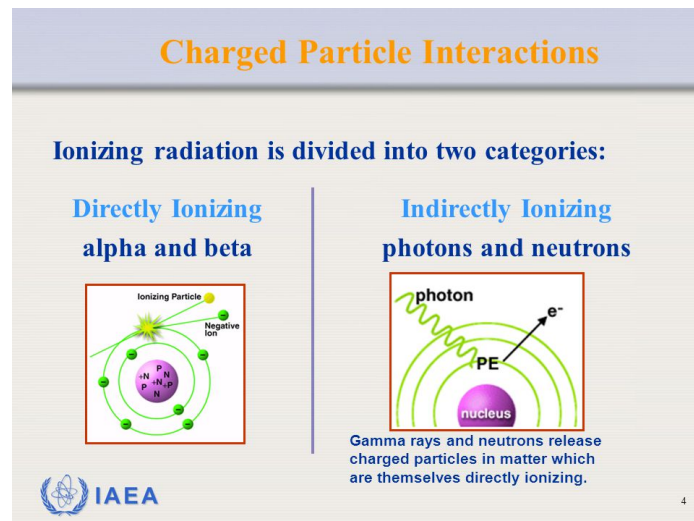 Charged Particle Interactions
Ionizing radiation is divided into two categories:
Directly Ionizing
alpha and beta
Ionizing Particle
Negative
Ion
P
+N N
+N +P
P
N
Indirectly Ionizing
photons and neutrons
photon
e-
PE
nucleus
Gamma rays and neutrons release
charged particles in matter which
are themselves directly ionizing.
IAEA
4